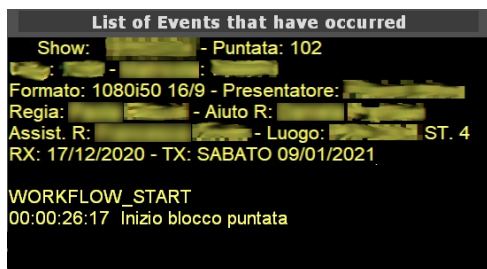 List of Events that have occurred
Show: - Puntata: 102
: - :
Formato: 1080i50 16/9 - Presentatore:
Regia: - Aiuto R:
Assist. R: - Luogo: ST. 4
RX: 17/12/2020 - TX: SABATO 09/01/2021
WORKFLOW_START
00:00:26:17 Inizio blocco puntata